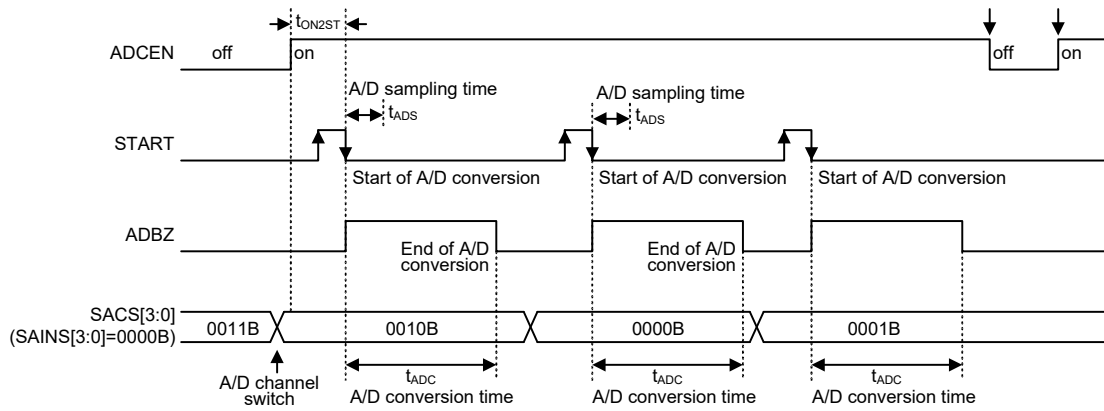 tON2ST
ADCEN
off
on
off
on
A/D sampling time
tADS
A/D sampling time
tADS
START
Start of A/D conversion
Start of A/D conversion
Start of A/D conversion
ADBZ
End of A/D
conversion
End of A/D
conversion
SACS[3:0]
(SAINS[3:0]=0000B)
0011B
0010B
0000B
0001B
A/D channel
switch
tADC
A/D conversion time
tADC
A/D conversion time
tADC
A/D conversion time